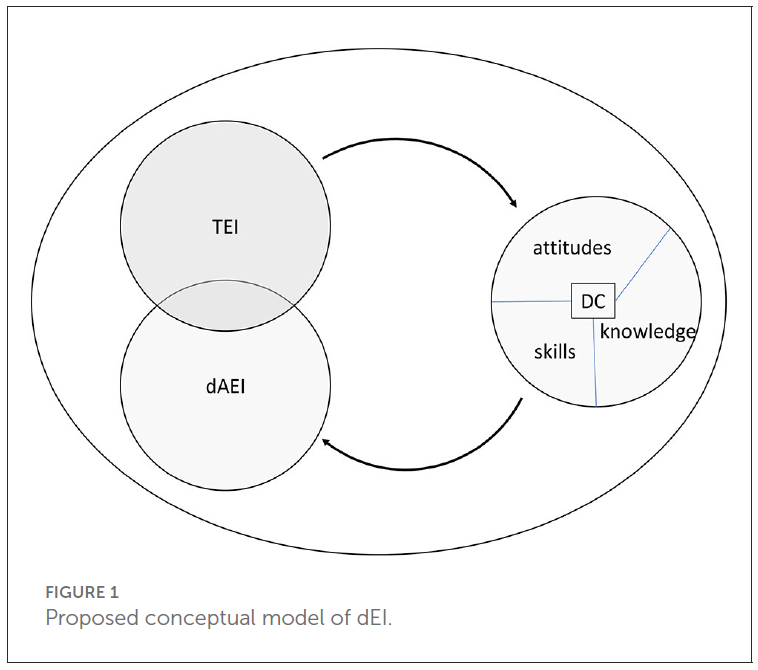 TEI
attitudes
DC
knowledge
skills
dAEI
FIGURE 1
Proposed conceptual model of dEI.